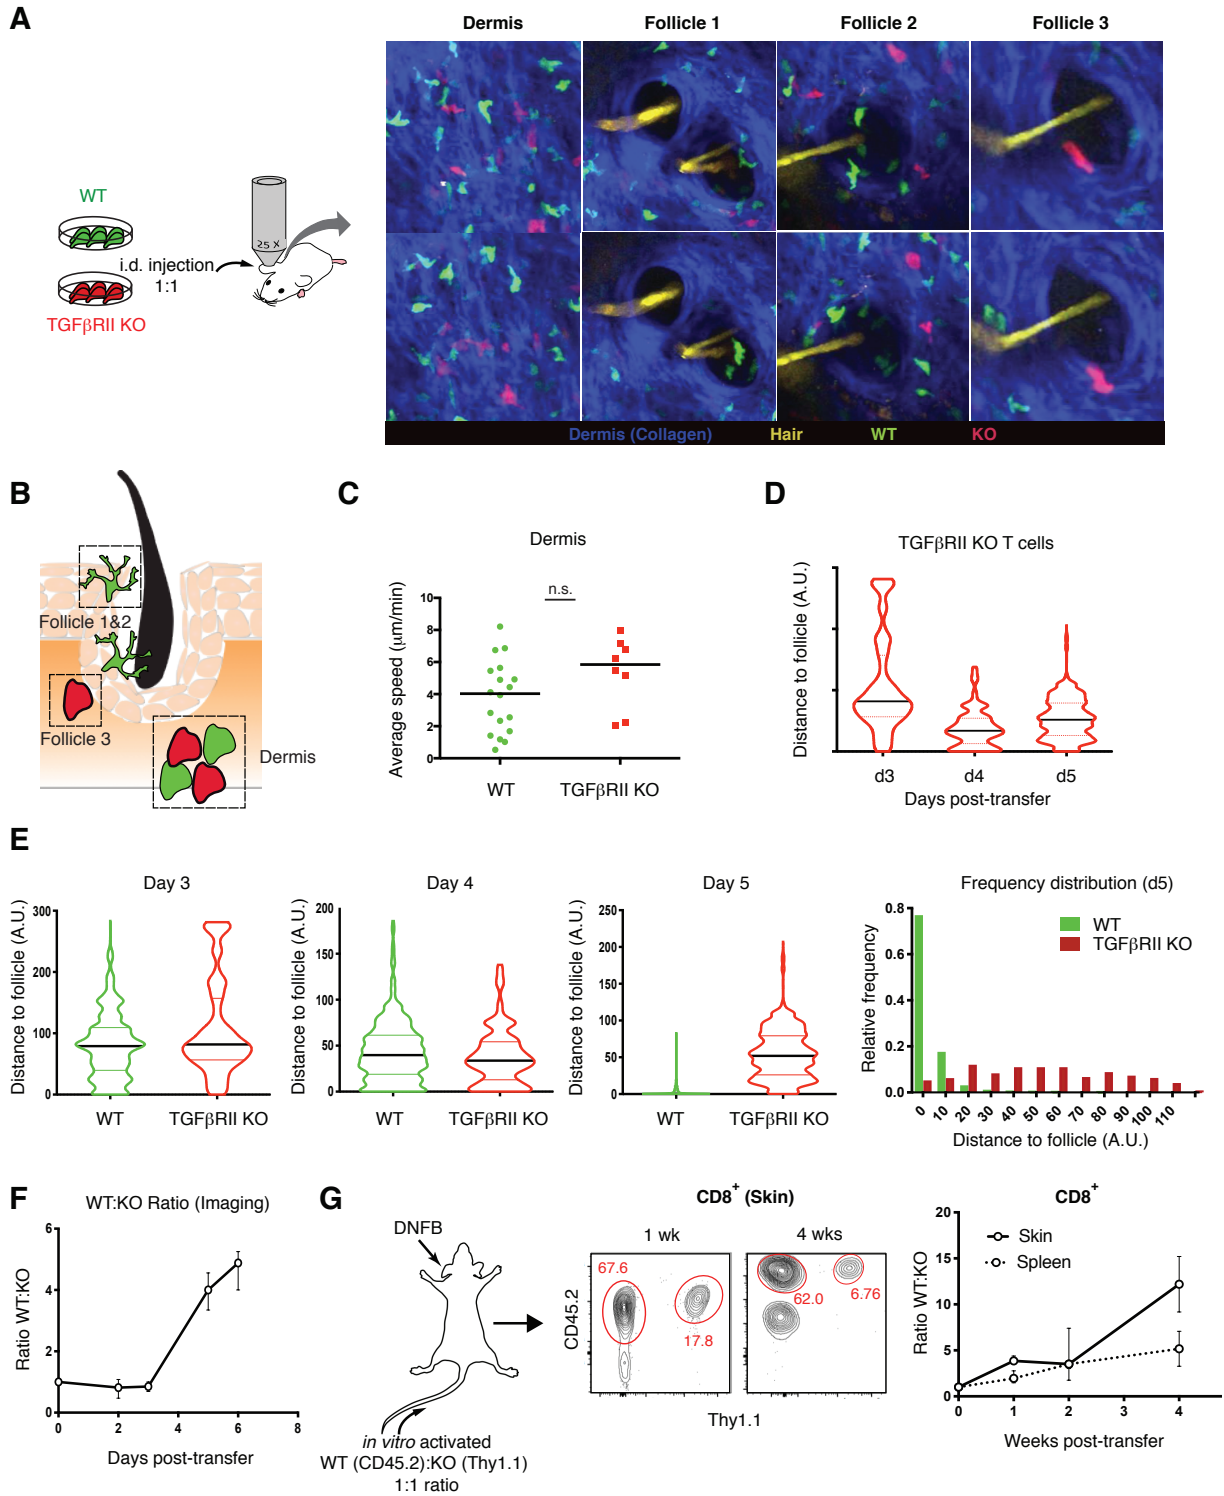 A
Dermis Follicle 1 Follicle 2 Follicle 3
WT
i.d. injection
1:1
25 X
TGFβRII KO
Dermis (Collagen) Hair WT KO
B
Follicle 1&2
Follicle 3
Dermis
C
Dermis
n.s.
Average speed (μm/min)
10
8
6
4
2
0
WT TGFβRII KO
D
TGFβRII KO T cells
Distance to follicle (A.U.)
d3 d4 d5
Days post-transfer
E
Day 3
Distance to follicle (A.U.)
300
200
100
0
WT TGFβRII KO
Day 4
Distance to follicle (A.U.)
200
150
100
50
0
WT TGFβRII KO
Day 5
Distance to follicle (A.U.)
250
200
150
100
50
0
WT TGFβRII KO
Frequency distribution (d5)
WT
TGFβRII KO
Relative frequency
0.8
0.6
0.4
0.2
0.0
0 10 20 30 40 50 60 70 80 90 100 110
Distance to follicle (A.U.)
F
WT:KO Ratio (Imaging)
Ratio WT:KO
6
4
2
0
0 2 4 6 8
Days post-transfer
G
DNFB
in vitro activated
WT (CD45.2):KO (Thy1.1)
1:1 ratio
CD8+ (Skin)
1 wk 4 wks
67.6
17.8
62.0
6.76
CD45.2
Thy1.1
CD8+
Skin
Spleen
Ratio WT:KO
20
15
10
5
0
0 1 2 3 4
Weeks post-transfer